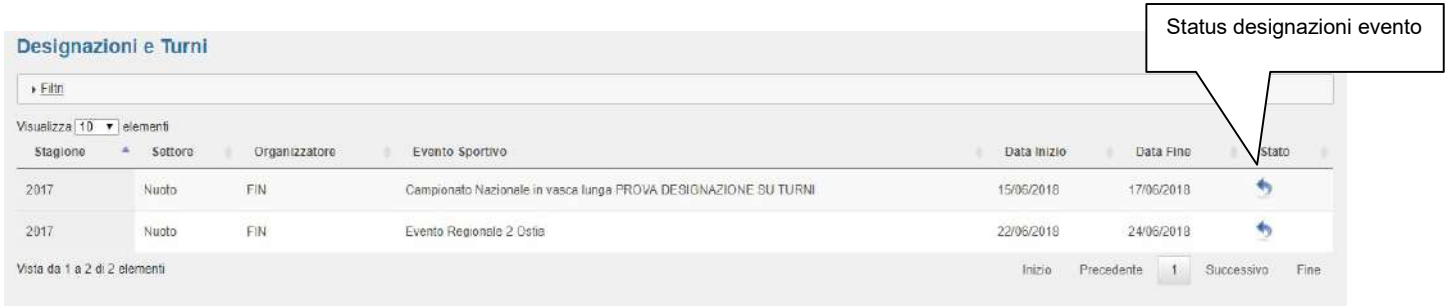 Status designazioni evento
Designazioni e Turni
Filtri
Visualizza 10 elementi
Stagione Settore Organizzatore Evento Sportivo Data Inizio Data Fine Stato
2017 Nuoto FIN Campionato Nazionale in vasca lunga PROVA DESIGNAZIONE SU TURNI 15/06/2018 17/06/2018
2017 Nuoto FIN Evento Regionale 2 Ostia 22/06/2018 24/06/2018
Vista da 1 a 2 di 2 elementi Inizio Precedente 1 Successivo Fine